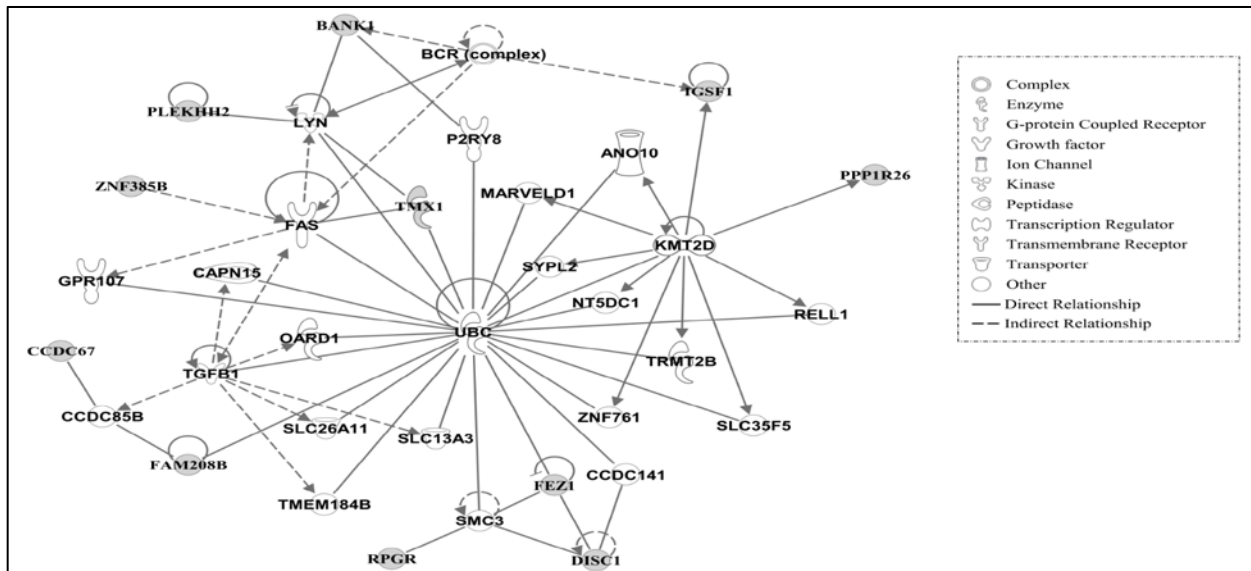 BANK1
BCR (complex)
IGSF1
PLEKHH2
LYN
P2RY8
ANO10
PPP1R26
ZNF385B
TMX1
MARVELD1
FAS
KMT2D
GPR107
CAPN15
SYPL2
NT5DC1
RELL1
OARD1
UBC
CCDC67
TGFB1
TRMT2B
CCDC85B
SLC26A11
SLC13A3
ZNF761
SLC35F5
FAM208B
TMEM184B
FEZ1
CCDC141
SMC3
RPGR
DISC1
Complex
Enzyme
G-protein Coupled Receptor
Growth factor
Ion Channel
Kinase
Peptidase
Transcription Regulator
Transmembrane Receptor
Transporter
Other
Direct Relationship
Indirect Relationship